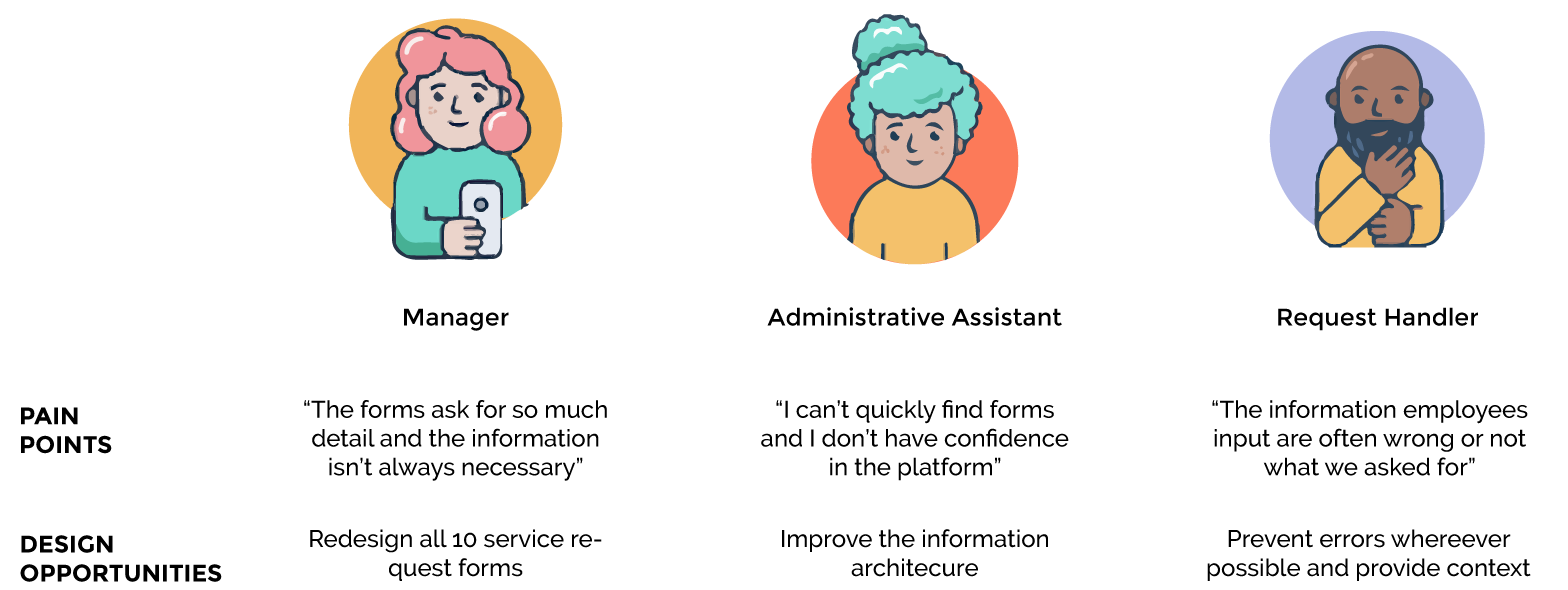 Manager
Administrative Assistant
Request Handler
PAIN
POINTS
“The forms ask for so much
detail and the information
isn’t always necessary”
“I can’t quickly find forms
and I don’t have confidence
in the platform”
“The information employees
input are often wrong or not
what we asked for”
DESIGN
OPPORTUNITIES
Redesign all 10 service re-
quest forms
Improve the information
architecure
Prevent errors whereever
possible and provide context